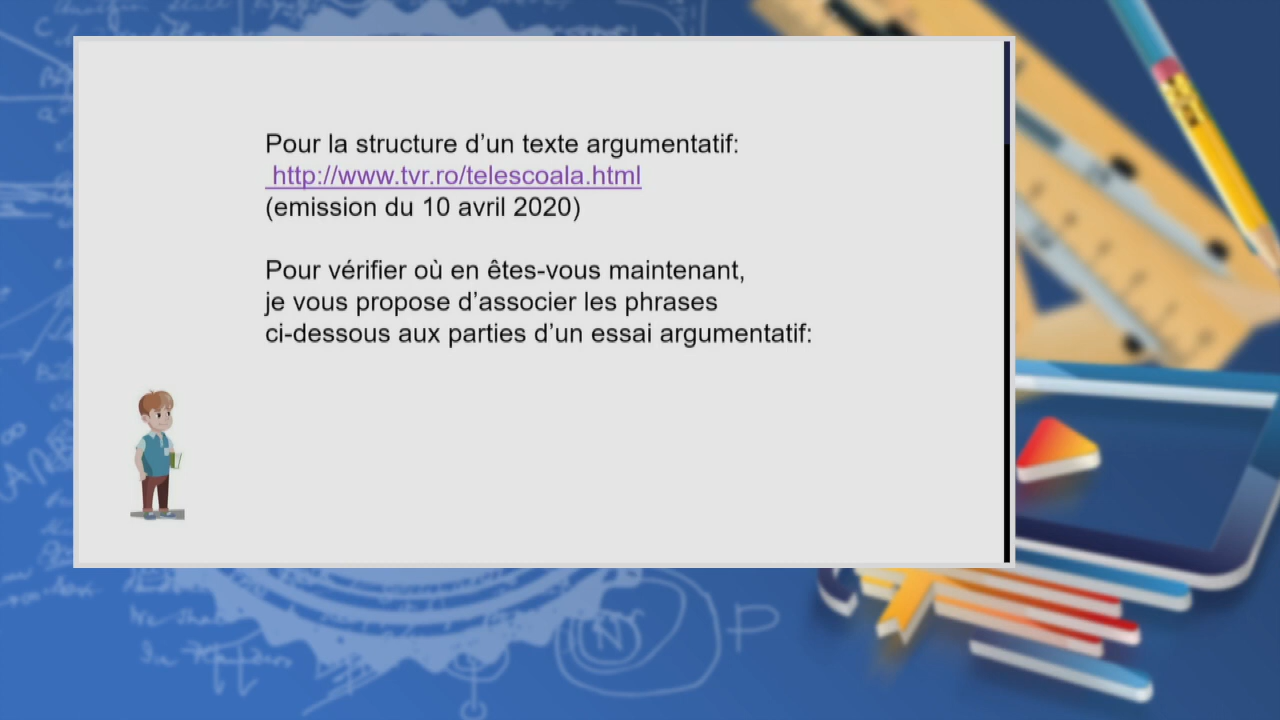 Pour la structure d’un texte argumentatif:
http://www.tvr.ro/telescoala.html
(emission du 10 avril 2020)
Pour vérifier où en êtes-vous maintenant,
je vous propose d’associer les phrases
ci-dessous aux parties d’un essai argumentatif: